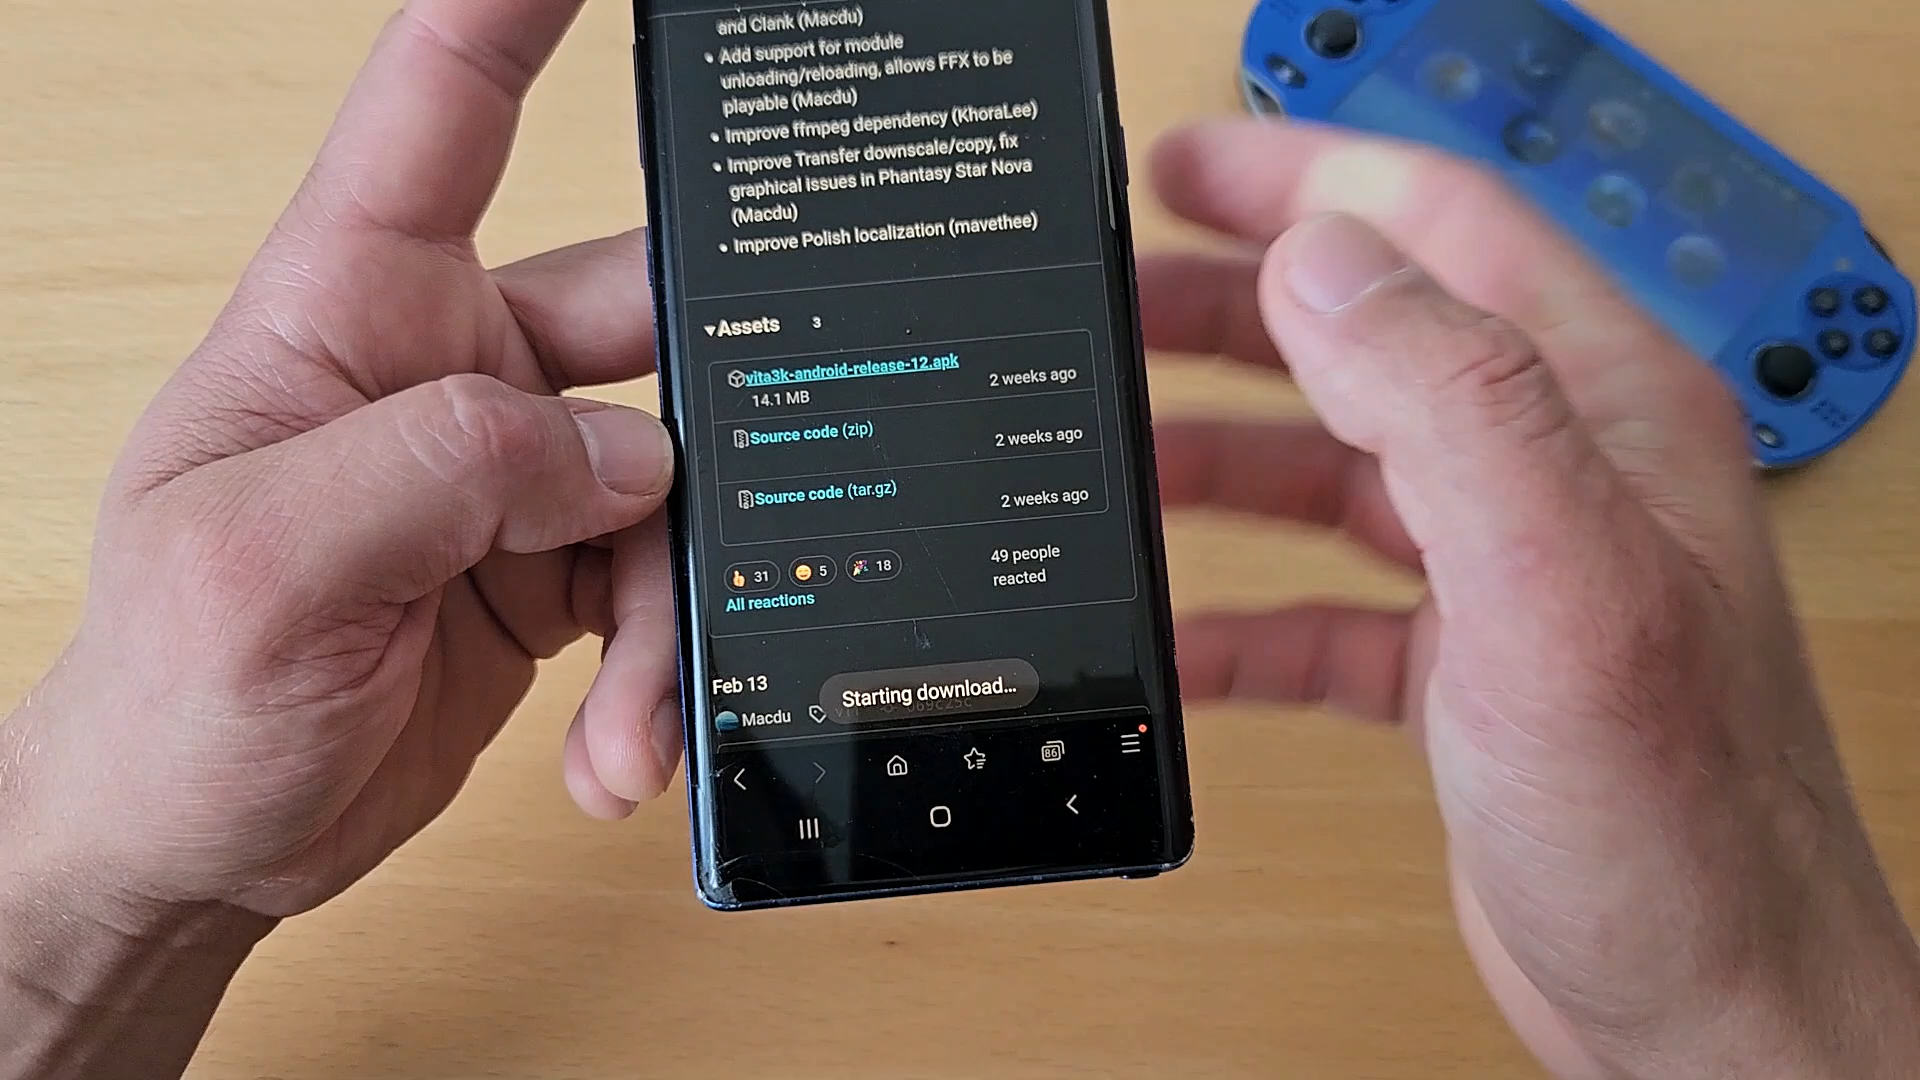 and Clank (Macdu)
• Add support for module
unloading/reloading, allows FFX to be
playable (Macdu)
• Improve ffmpeg dependency (KhoraLee)
• Improve Transfer downscale/copy, fix
graphical issues in Phantasy Star Nova
(Macdu)
• Improve Polish localization (mavethee)
▾Assets 3
vita3k-android-release-12.apk
14.1 MB
2 weeks ago
Source code (zip)
2 weeks ago
Source code (tar.gz)
2 weeks ago
31 5 18
49 people
reacted
All reactions
Feb 13
Starting download...
Macdu
86